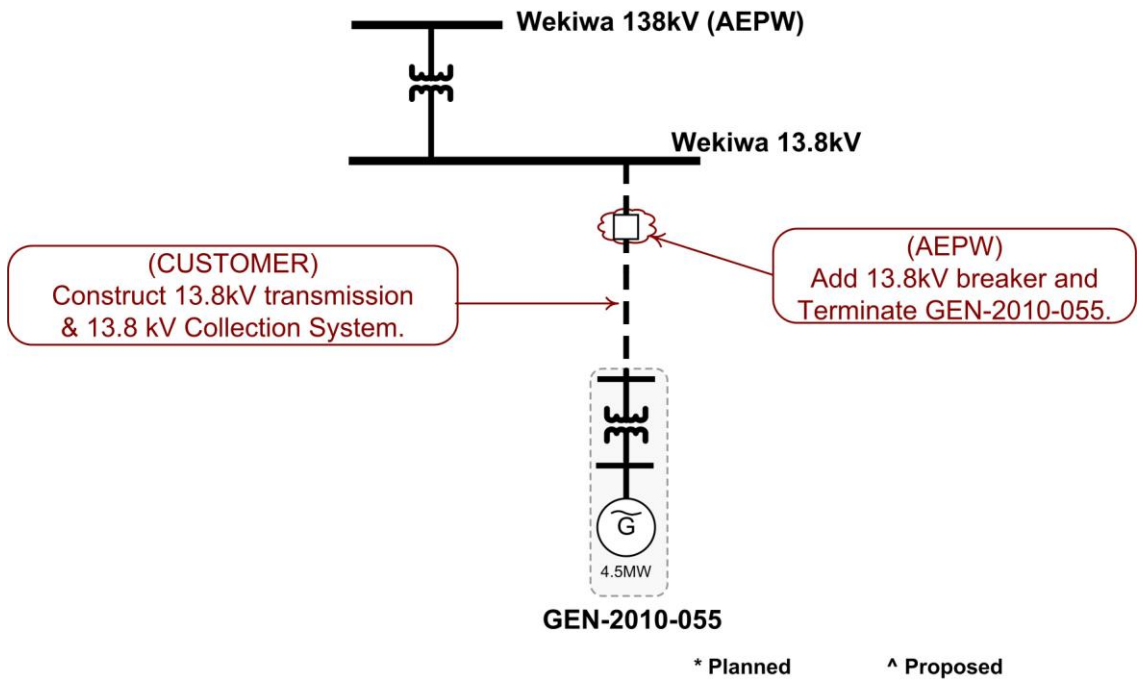 Wekiwa 138kV (AEPW)
Wekiwa 13.8kV
(CUSTOMER)
Construct 13.8kV transmission
& 13.8 kV Collection System.
(AEPW)
Add 13.8kV breaker and
Terminate GEN-2010-055.
G
4.5MW
GEN-2010-055
* Planned ^ Proposed